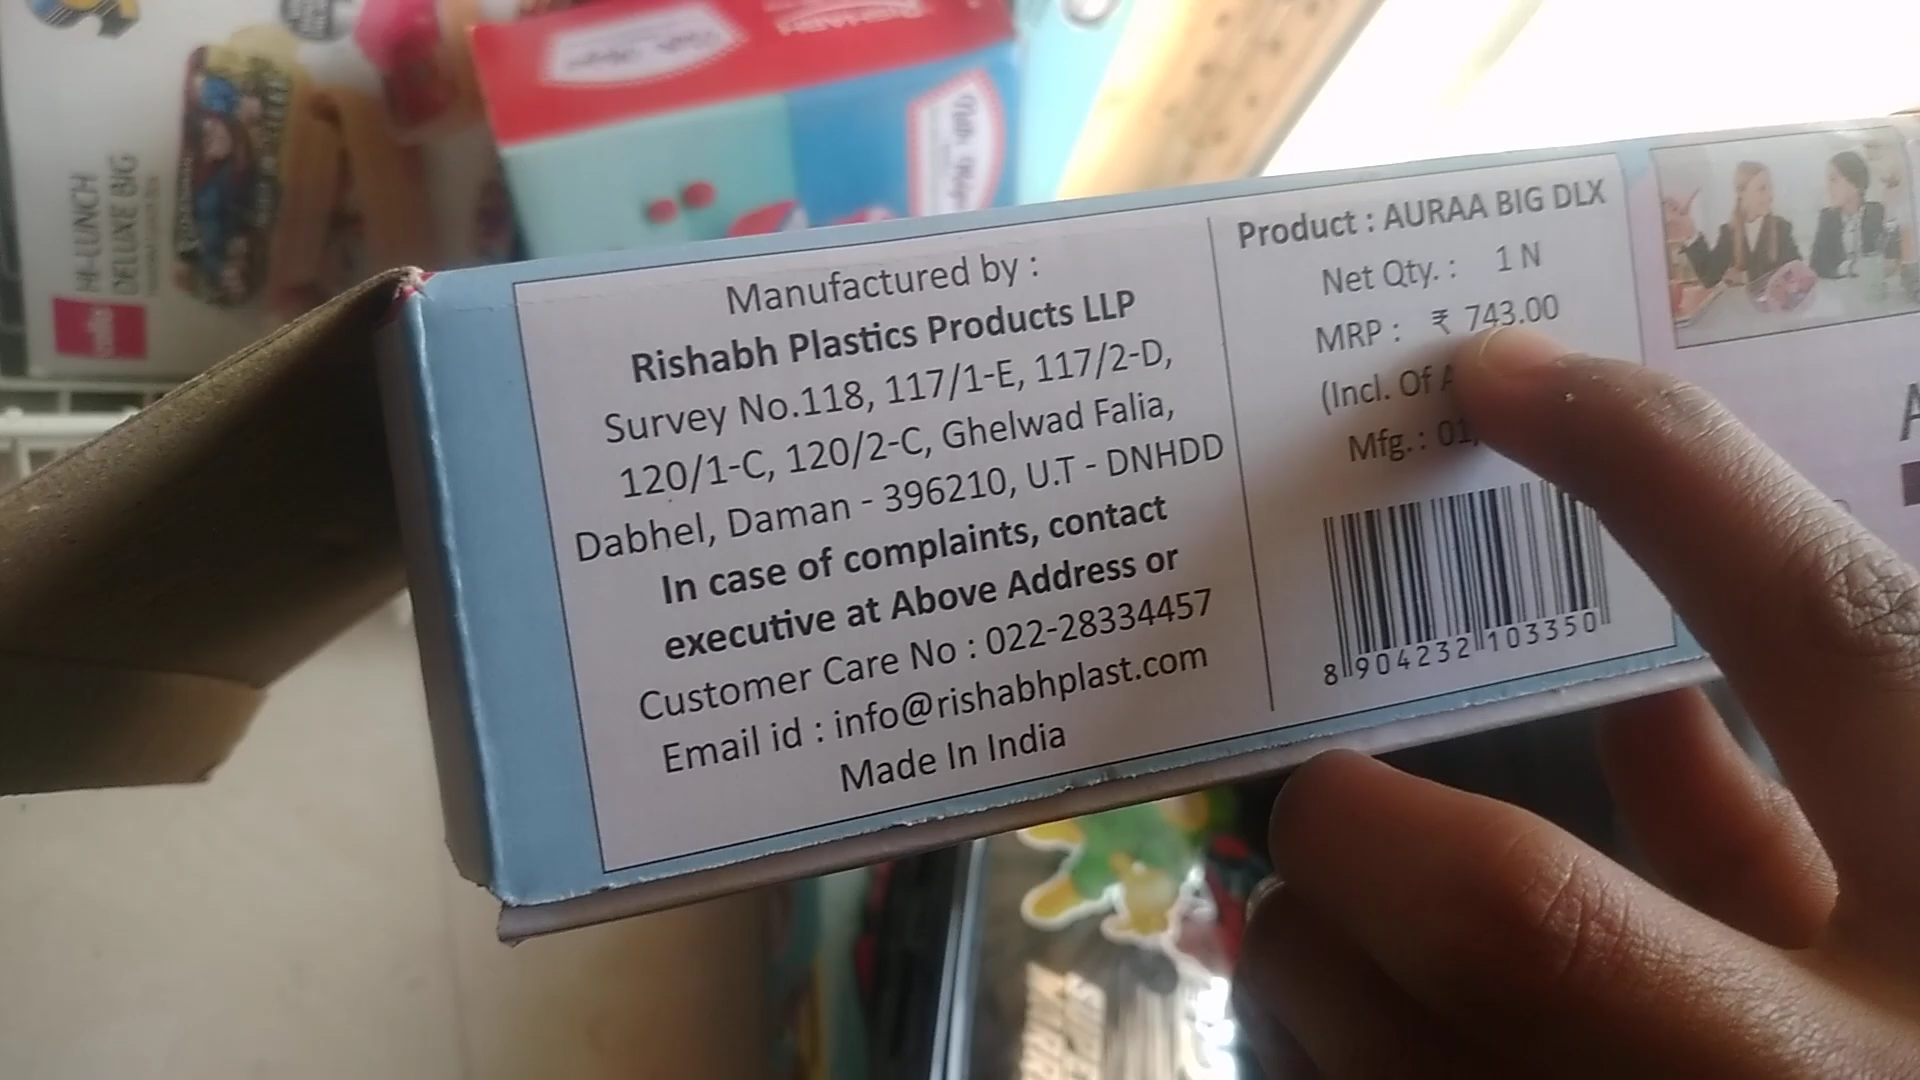 HI-LUNCH
DELUXE BIG
cello
RISHABH
Manufactured by :
Rishabh Plastics Products LLP
Survey No.118, 117/1-E, 117/2-D,
120/1-C, 120/2-C, Ghelwad Falia,
Dabhel, Daman - 396210, U.T - DNHDD
In case of complaints, contact
executive at Above Address or
Customer Care No : 022-28334457
Email id : info@rishabhplast.com
Made In India
Product : AURAA BIG DLX
Net Qty. : 1 N
MRP : ₹ 743.00
(Incl. Of A
Mfg. : 01
8 904232 103350